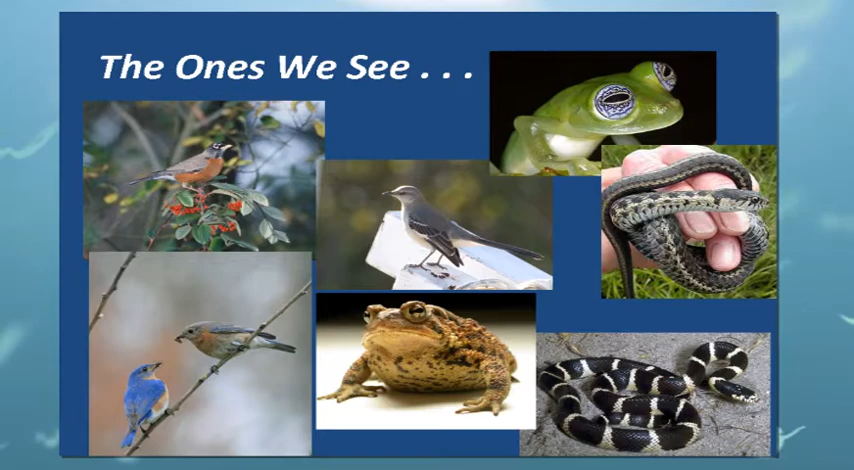 The Ones We See . . .